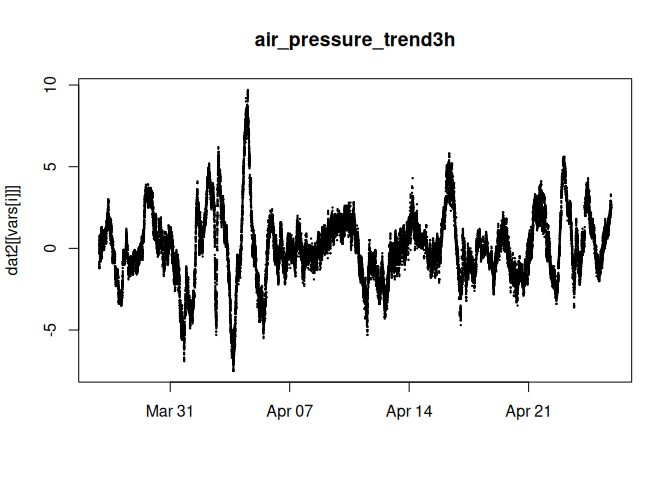 air_pressure_trend3h
dat2[[vars[i]]]
10
5
0
-5
Mar 31
Apr 07
Apr 14
Apr 21